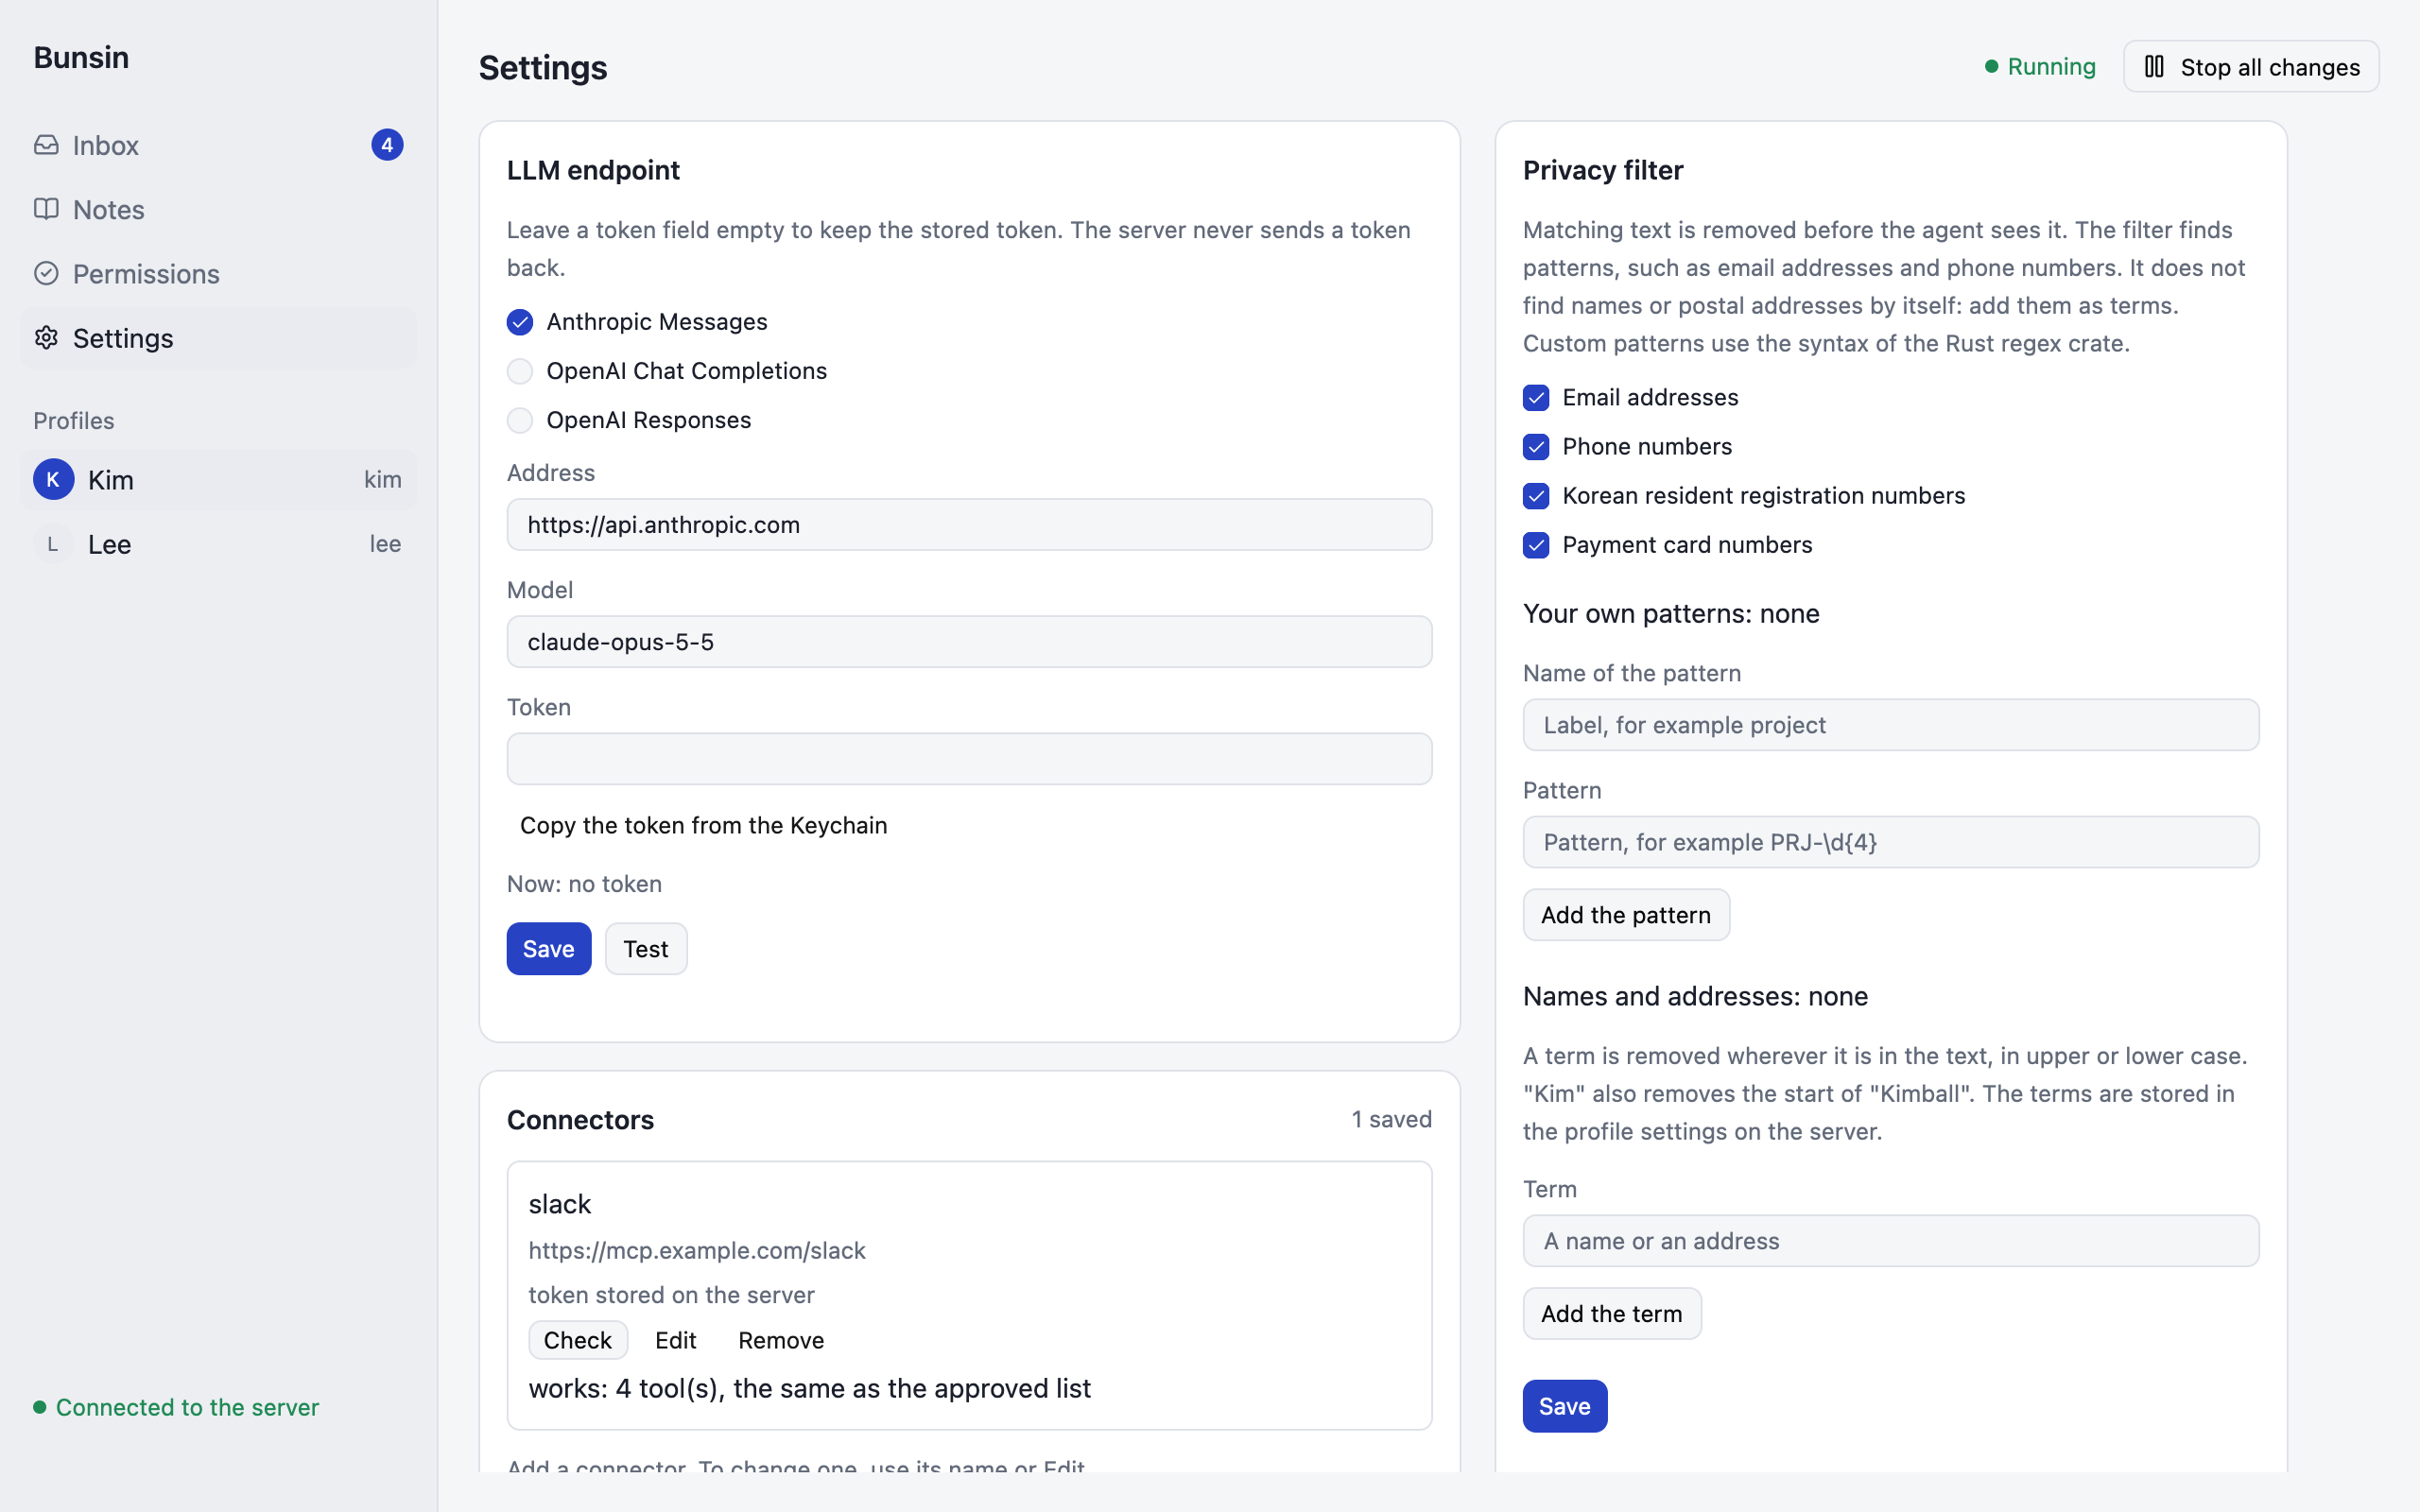 Bunsin
Inbox
4
Notes
Permissions
Settings
Profiles
K
Kim
kim
L
Lee
lee
Connected to the server
Settings
Running
Stop all changes
LLM endpoint
Leave a token field empty to keep the stored token. The server never sends a token
back.
Anthropic Messages
OpenAI Chat Completions
OpenAI Responses
Address
https://api.anthropic.com
Model
claude-opus-5-5
Token
Copy the token from the Keychain
Now: no token
Save
Test
Connectors
1 saved
slack
https://mcp.example.com/slack
token stored on the server
Check
Edit
Remove
works: 4 tool(s), the same as the approved list
Add a connector. To change one, use its name or Edit.
Privacy filter
Matching text is removed before the agent sees it. The filter finds
patterns, such as email addresses and phone numbers. It does not
find names or postal addresses by itself: add them as terms.
Custom patterns use the syntax of the Rust regex crate.
Email addresses
Phone numbers
Korean resident registration numbers
Payment card numbers
Your own patterns: none
Name of the pattern
Label, for example project
Pattern
Pattern, for example PRJ-\d{4}
Add the pattern
Names and addresses: none
A term is removed wherever it is in the text, in upper or lower case.
"Kim" also removes the start of "Kimball". The terms are stored in
the profile settings on the server.
Term
A name or an address
Add the term
Save